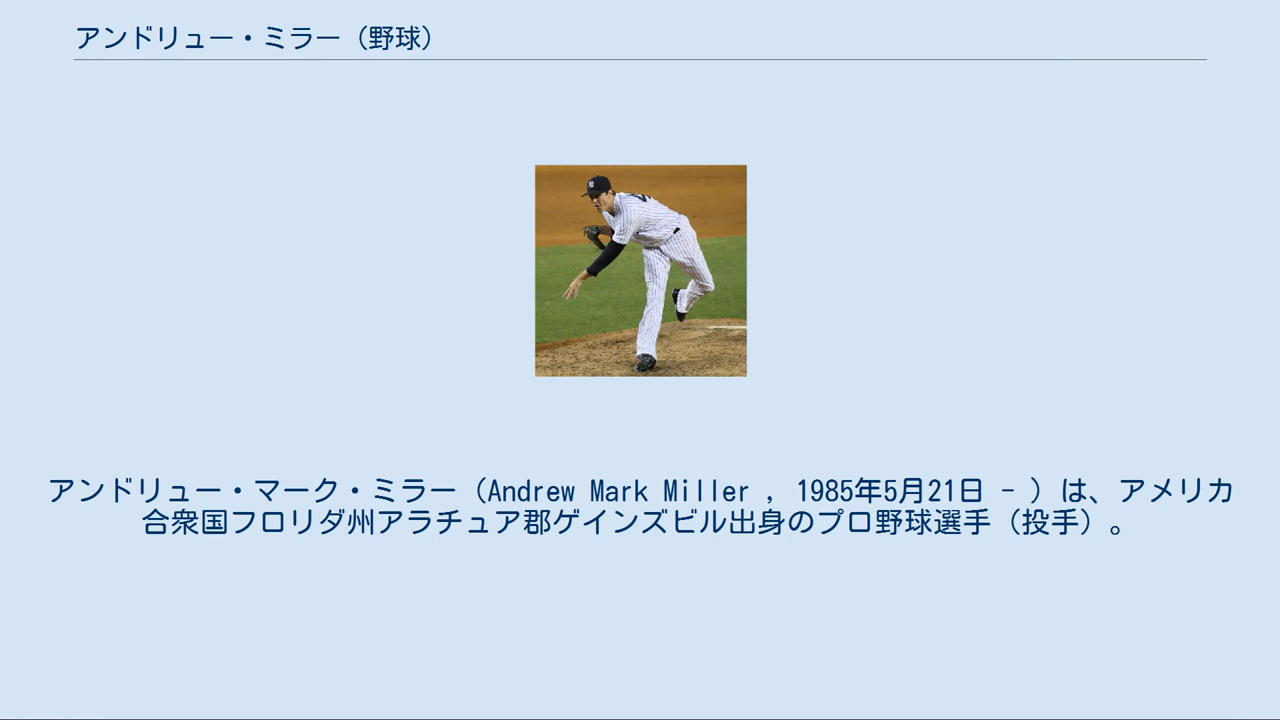 アンドリュー・ミラー（野球）
アンドリュー・マーク・ミラー（Andrew Mark Miller , 1985年5月21日 - ）は、アメリカ
合衆国フロリダ州アラチュア郡ゲインズビル出身のプロ野球選手（投手）。